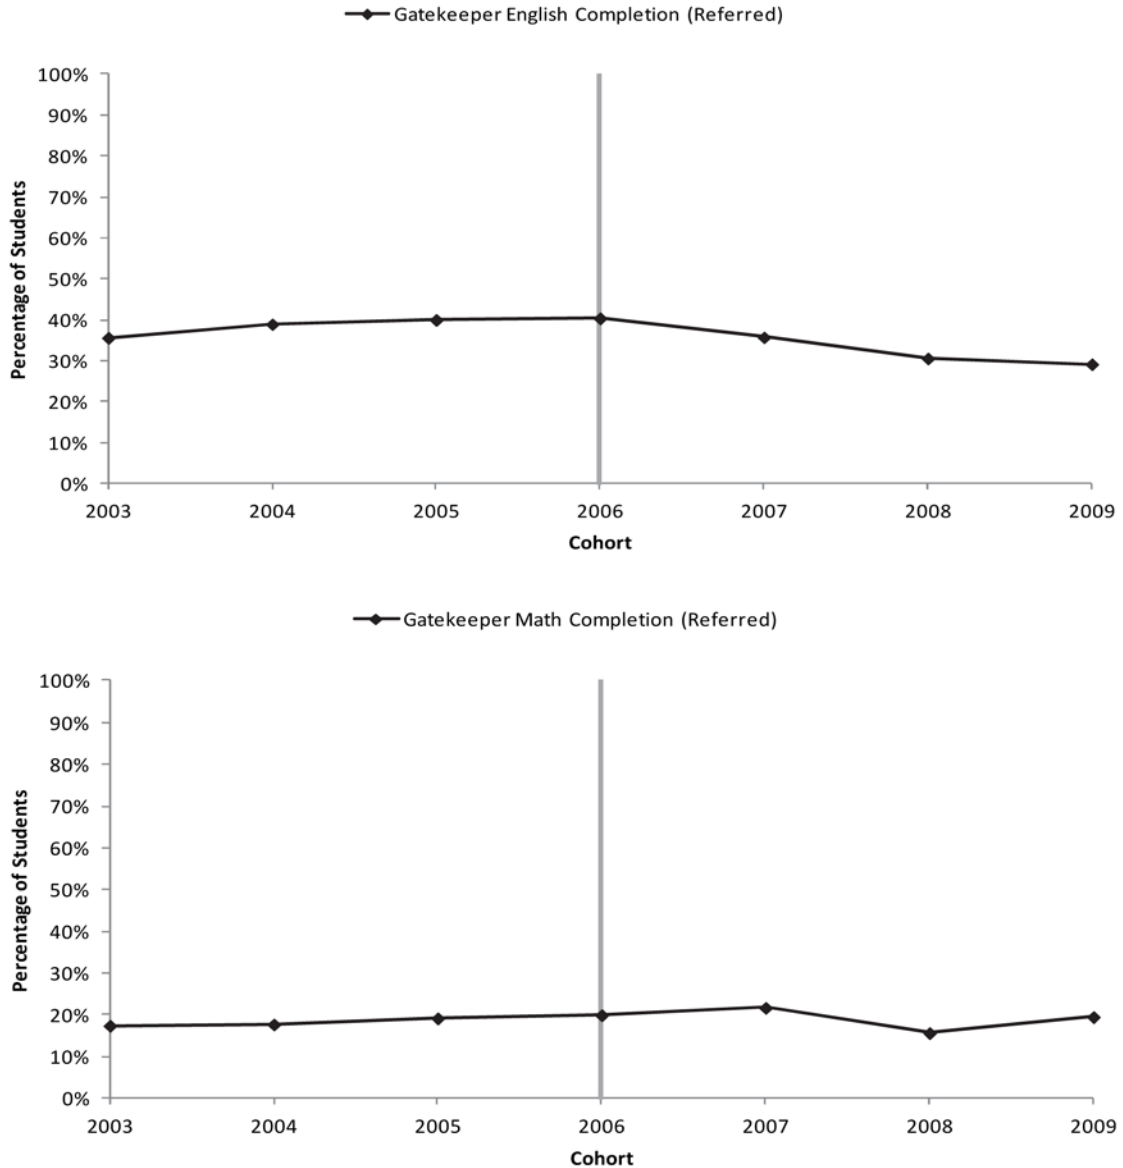 Gatekeeper English Completion (Referred)
100%
90%
80%
70%
60%
50%
40%
30%
20%
10%
0%
Percentage of Students
2003 2004 2005 2006 2007 2008 2009
Cohort
Gatekeeper Math Completion (Referred)
100%
90%
80%
70%
60%
50%
40%
30%
20%
10%
0%
Percentage of Students
2003 2004 2005 2006 2007 2008 2009
Cohort